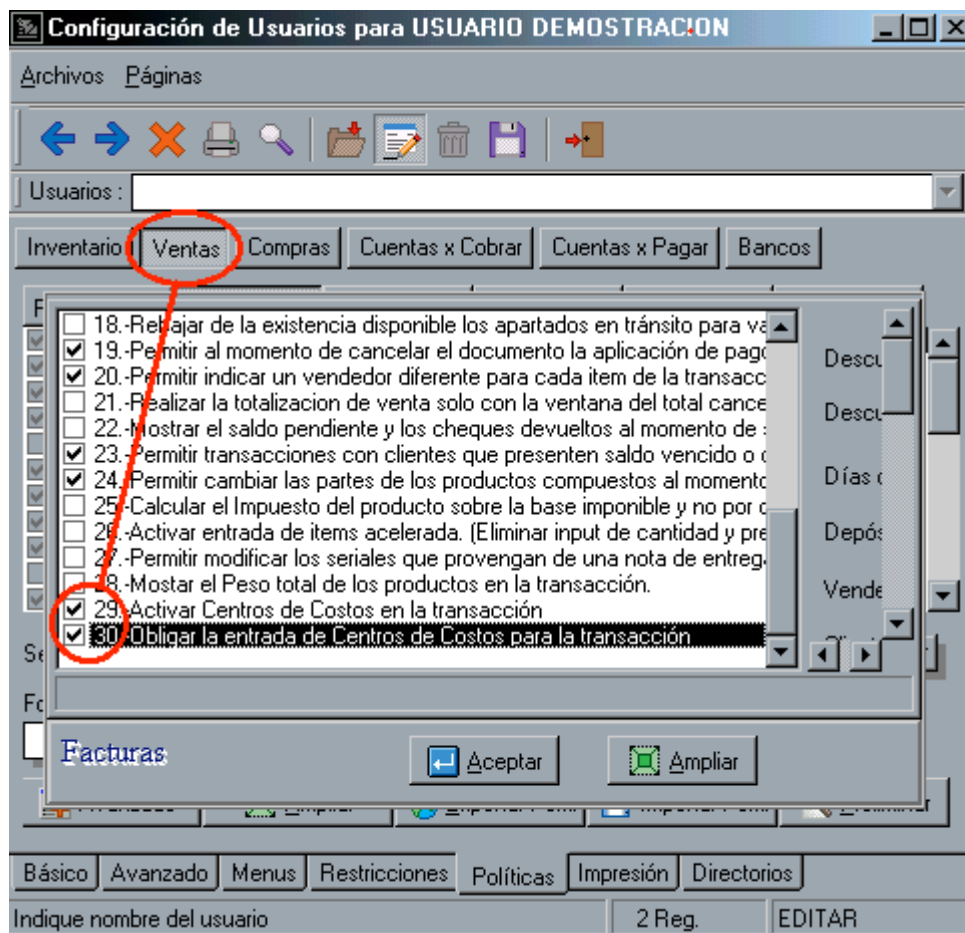 Configuración de Usuarios para USUARIO DEMOSTRACION
Archivos Páginas
Usuarios :
Inventario Ventas Compras Cuentas x Cobrar Cuentas x Pagar Bancos
18.-Rebajar de la existencia disponible los apartados en tránsito para va
19.-Permitir al momento de cancelar el documento la aplicación de pago
Descu
20.-Permitir indicar un vendedor diferente para cada item de la transacc
21.-Realizar la totalizacion de venta solo con la ventana del total cance
Descu
22.-Mostrar el saldo pendiente y los cheques devueltos al momento de
23.-Permitir transacciones con clientes que presenten saldo vencido o
24.-Permitir cambiar las partes de los productos compuestos al momento
Días
25.-Calcular el Impuesto del producto sobre la base imponible y no por
26.-Activar entrada de items acelerada. (Eliminar input de cantidad y pre
Depós
27.-Permitir modificar los seriales que provengan de una nota de entreg
28.-Mostar el Peso total de los productos en la transacción.
Vende
29.-Activar Centros de Costos en la transacción
30.-Obligar la entrada de Centros de Costos para la transacción
Se
Fo
Facturas Aceptar Ampliar
Básico Avanzado Menus Restricciones Políticas Impresión Directorios
Indique nombre del usuario 2 Reg. EDITAR